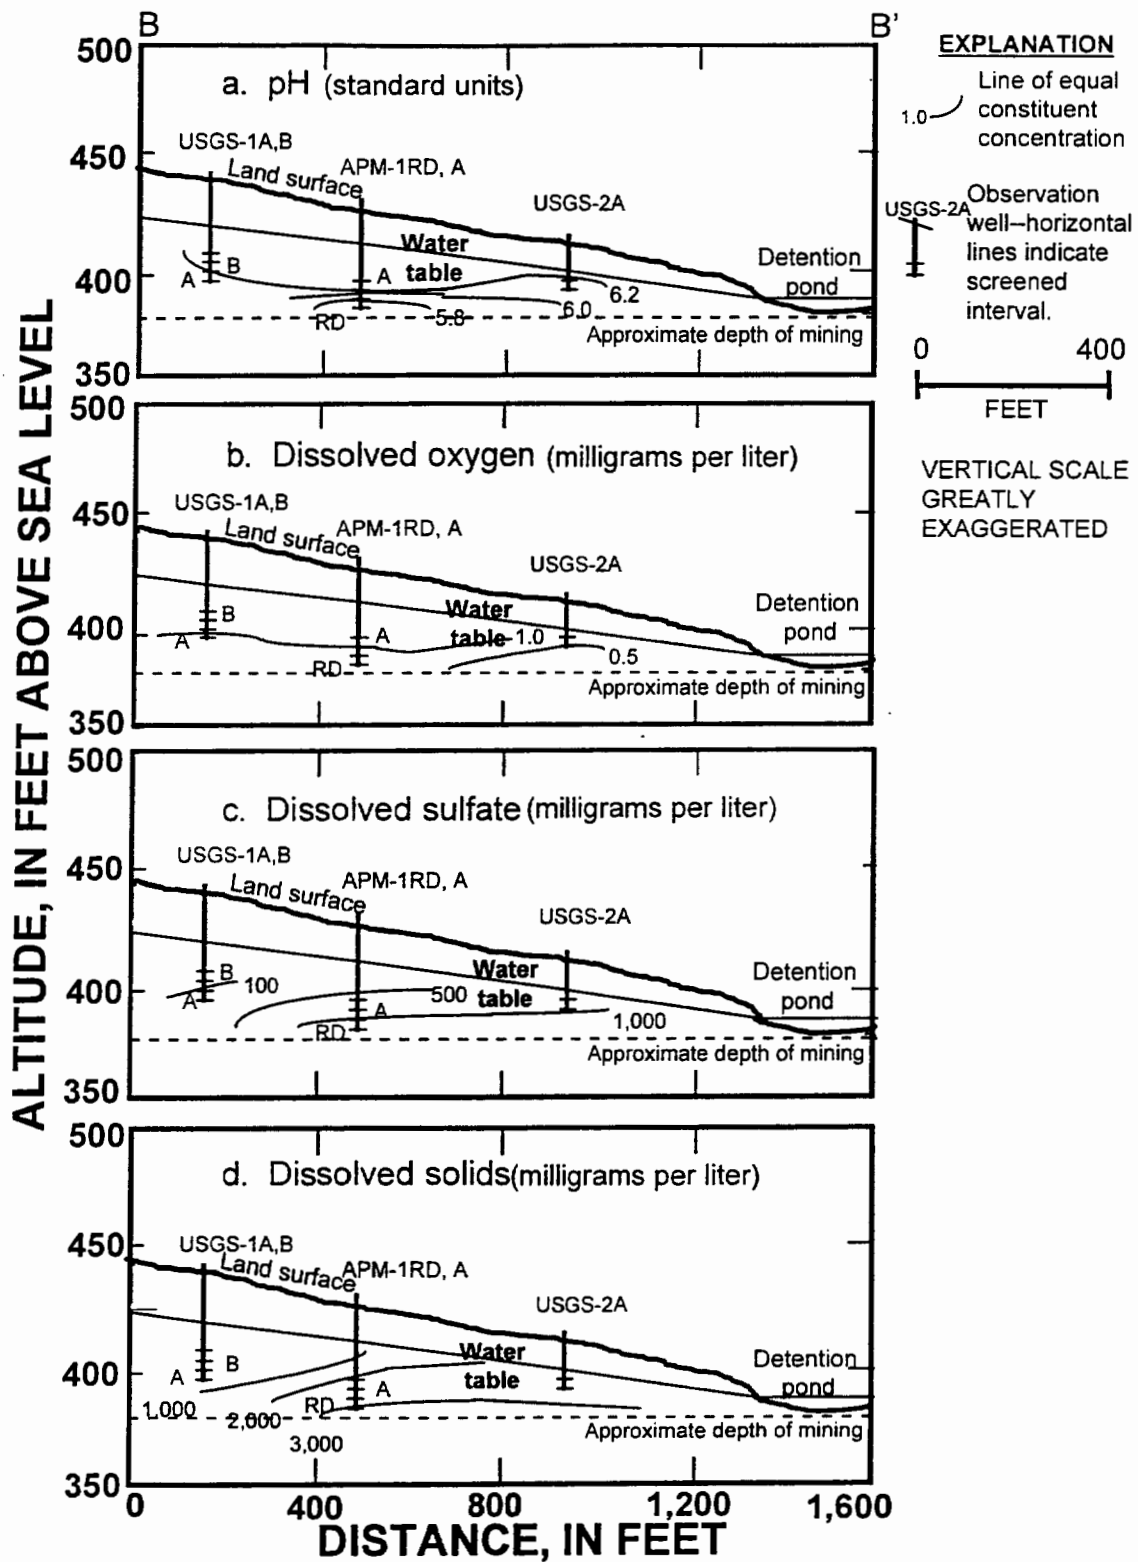 B
B'
500
a. pH (standard units)
USGS-1A,B
450
Land surface
APM-1RD, A
USGS-2A
Water
table
B
A
A
400
Detention
pond
6.2
6.0
5.8
RD
Approximate depth of mining
350
EXPLANATION
1.0
Line of equal
constituent
concentration
USGS-2A
Observation
well–horizontal
lines indicate
screened
interval.
0 400
FEET
VERTICAL SCALE
GREATLY
EXAGGERATED
500
b. Dissolved oxygen (milligrams per liter)
USGS-1A,B
450
Land surface
APM-1RD, A
USGS-2A
Water
table
B
A
A
400
1.0
Detention
pond
0.5
RD
Approximate depth of mining
350
500
c. Dissolved sulfate (milligrams per liter)
USGS-1A,B
450
Land surface
APM-1RD, A
USGS-2A
Water
table
B
A
100
400
500
Detention
pond
1,000
RD
Approximate depth of mining
350
500
d. Dissolved solids(milligrams per liter)
USGS-1A,B
450
Land surface
APM-1RD, A
USGS-2A
Water
table
B
A
A
400
Detention
pond
RD
1,000
2,000
3,000
Approximate depth of mining
350
0 400 800 1,200 1,600
DISTANCE, IN FEET
ALTITUDE, IN FEET ABOVE SEA LEVEL